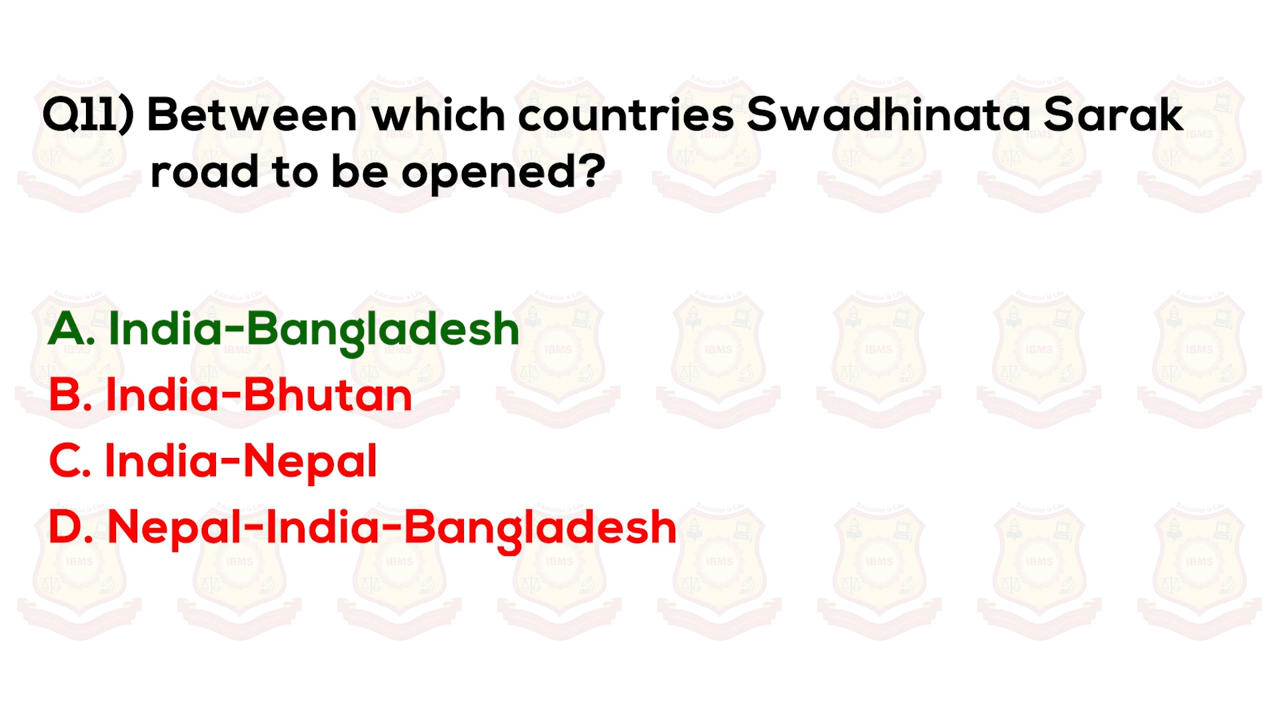 Q11) Between which countries Swadhinata Sarak
road to be opened?
A. India-Bangladesh
B. India-Bhutan
C. India-Nepal
D. Nepal-India-Bangladesh